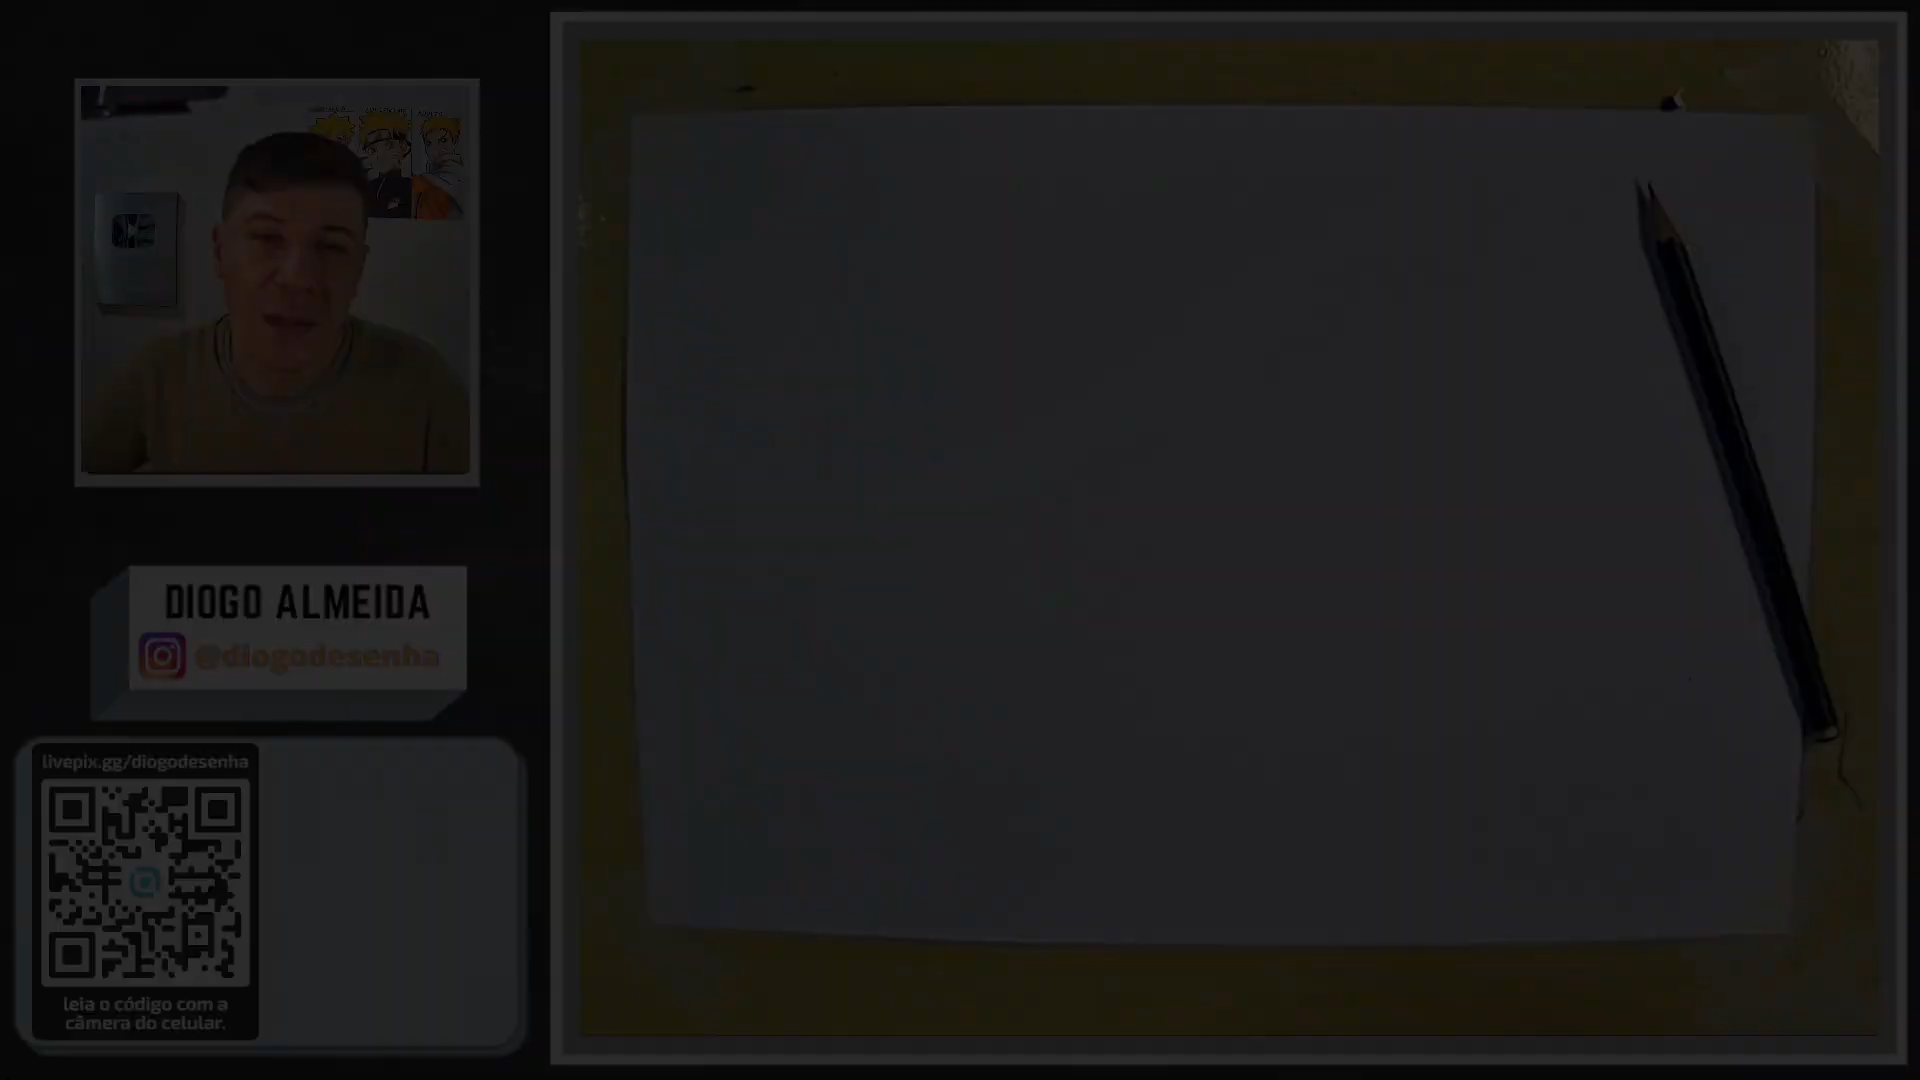 DIOGO ALMEIDA
@diogodesenha
livepix.gg/diogodesenha
leia o código com a
câmera do celular.